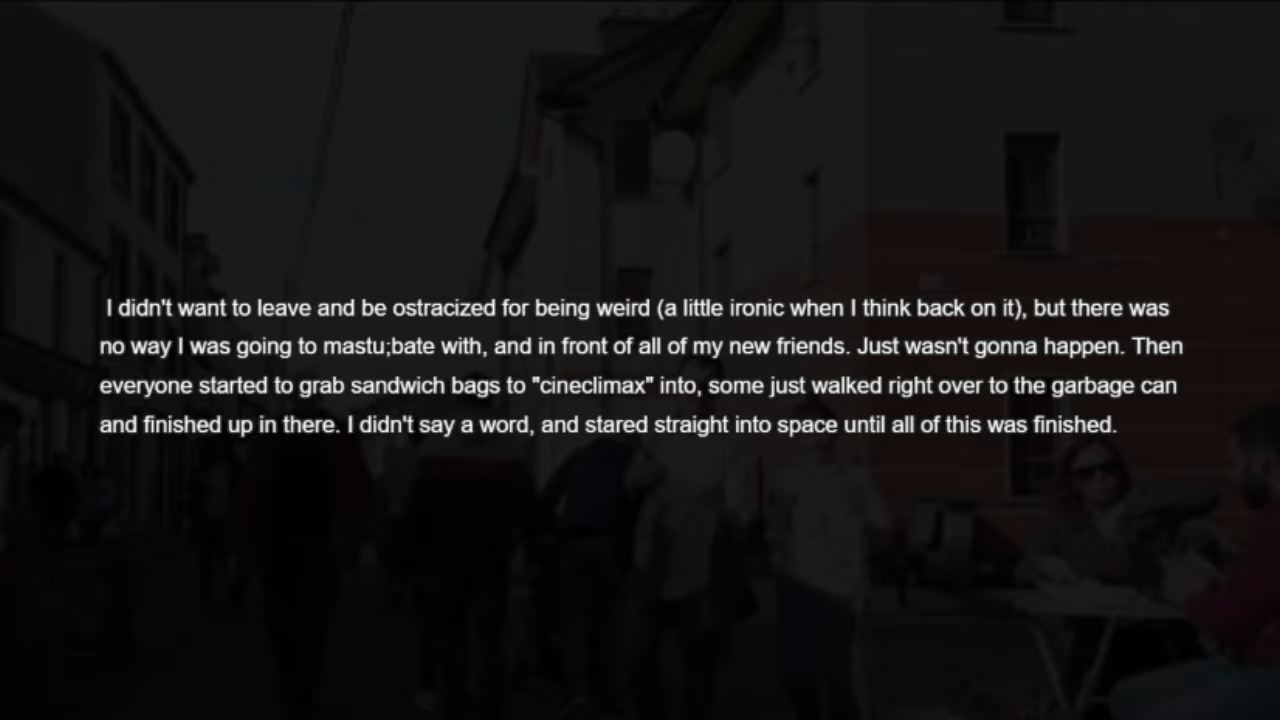 I didn't want to leave and be ostracized for being weird (a little ironic when I think back on it), but there was
no way I was going to mastu;bate with, and in front of all of my new friends. Just wasn't gonna happen. Then
everyone started to grab sandwich bags to "cineclimax" into, some just walked right over to the garbage can
and finished up in there. I didn't say a word, and stared straight into space until all of this was finished.